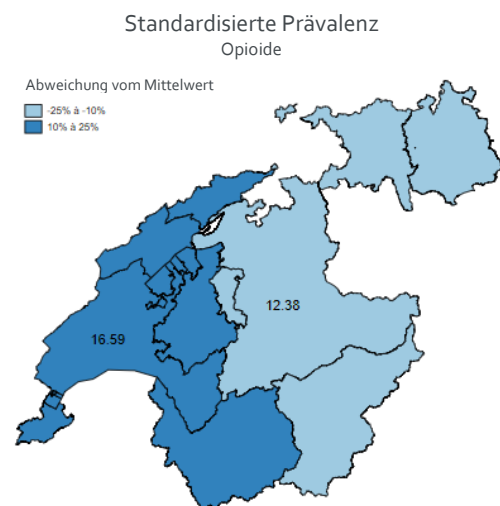 Standardisierte Prävalenz
Opioide
Abweichung vom Mittelwert
-25% à -10%
10% à 25%
12.38
16.59